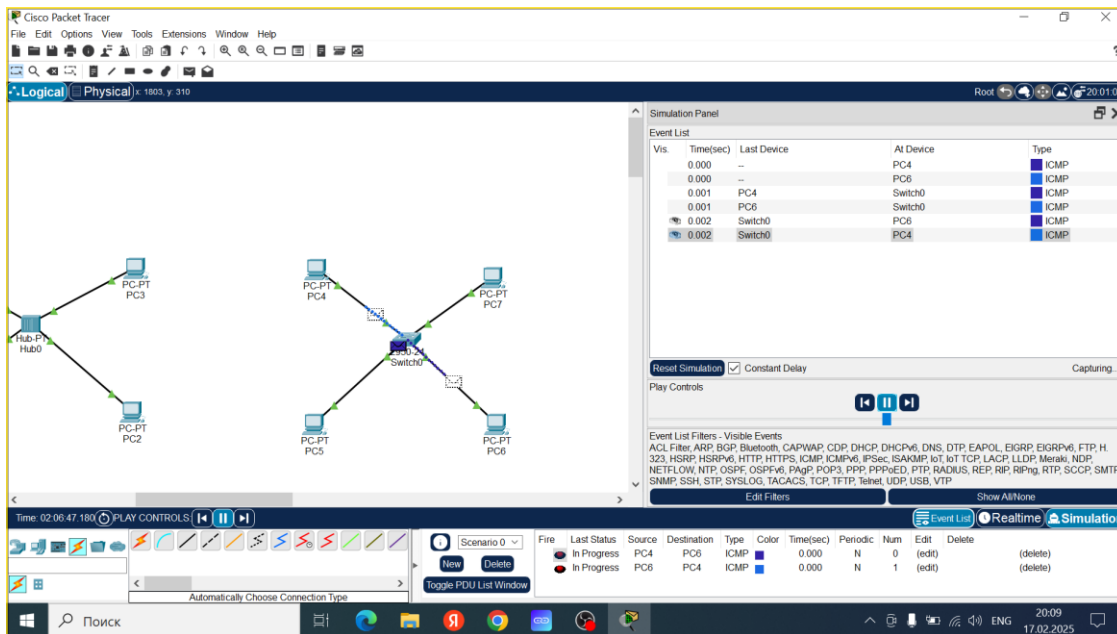 Cisco Packet Tracer
File Edit Options View Tools Extensions Window Help
Logical Physical x: 1803, y: 310 Root 20:01:0
Simulation Panel
Event List
Vis. Time(sec) Last Device At Device Type
0.000 -- PC4 ICMP
0.000 -- PC6 ICMP
0.001 PC4 Switch0 ICMP
0.001 PC6 Switch0 ICMP
0.002 Switch0 PC6 ICMP
0.002 Switch0 PC4 ICMP
PC-PT
PC3
PC-PT
PC4
PC-PT
PC7
Hub-PT
Hub0
2950-24
Switch0
PC-PT
PC2
PC-PT
PC5
PC-PT
PC6
Reset Simulation Constant Delay Capturing...
Play Controls
Event List Filters - Visible Events
ACL Filter, ARP, BGP, Bluetooth, CAPWAP, CDP, DHCP, DHCPv6, DNS, DTP, EAPOL, EIGRP, EIGRPv6, FTP, H.
323, HSRP, HSRPv6, HTTP, HTTPS, ICMP, ICMPv6, IPSec, ISAKMP, IoT, IoT TCP, LACP, LLDP, Meraki, NDP,
NETFLOW, NTP, OSPF, OSPFv6, PAgP, POP3, PPP, PPPoED, PTP, RADIUS, REP, RIP, RIPng, RTP, SCCP, SMTP
SNMP, SSH, STP, SYSLOG, TACACS, TCP, TFTP, Telnet, UDP, USB, VTP
Edit Filters Show All/None
Time: 02:06:47.180 PLAY CONTROLS: Event List Realtime Simulatio
Scenario 0
New Delete
Toggle PDU List Window
Fire Last Status Source Destination Type Color Time(sec) Periodic Num Edit Delete
In Progress PC4 PC6 ICMP 0.000 N 0 (edit) (delete)
In Progress PC6 PC4 ICMP 0.000 N 1 (edit) (delete)
Automatically Choose Connection Type
Поиск
ENG
20:09
17.02.2025